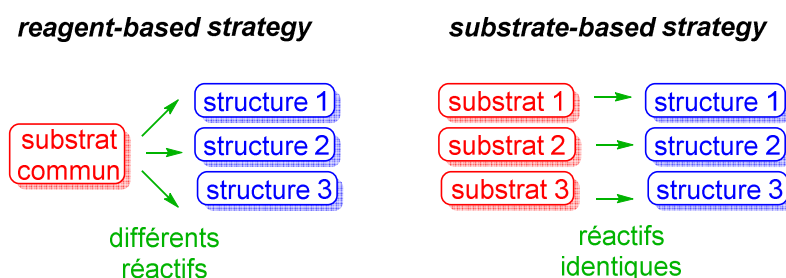 reagent-based strategy
substrat
commun
structure 1
structure 2
structure 3
différents
réactifs
substrate-based strategy
substrat 1
structure 1
substrat 2
structure 2
substrat 3
structure 3
réactifs
identiques